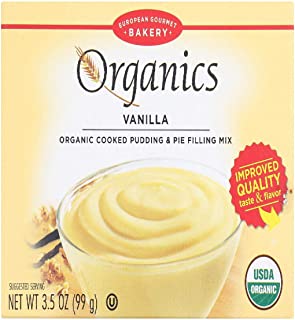 EUROPEAN GOURMET
BAKERY
Organics
VANILLA
ORGANIC COOKED PUDDING & PIE FILLING MIX
IMPROVED
QUALITY
taste & flavor
SUGGESTED SERVING
NET WT 3.5 OZ (99 g)
U
USDA
ORGANIC